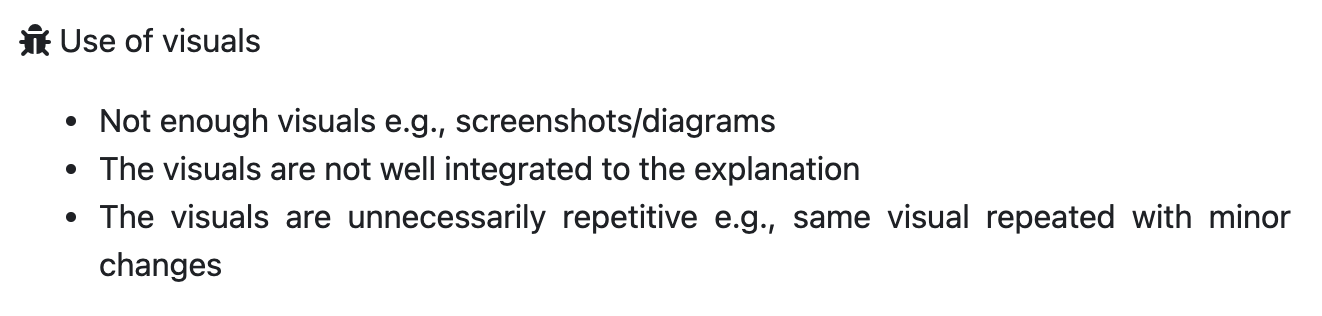 Use of visuals
• Not enough visuals e.g., screenshots/diagrams
• The visuals are not well integrated to the explanation
• The visuals are unnecessarily repetitive e.g., same visual repeated with minor
changes